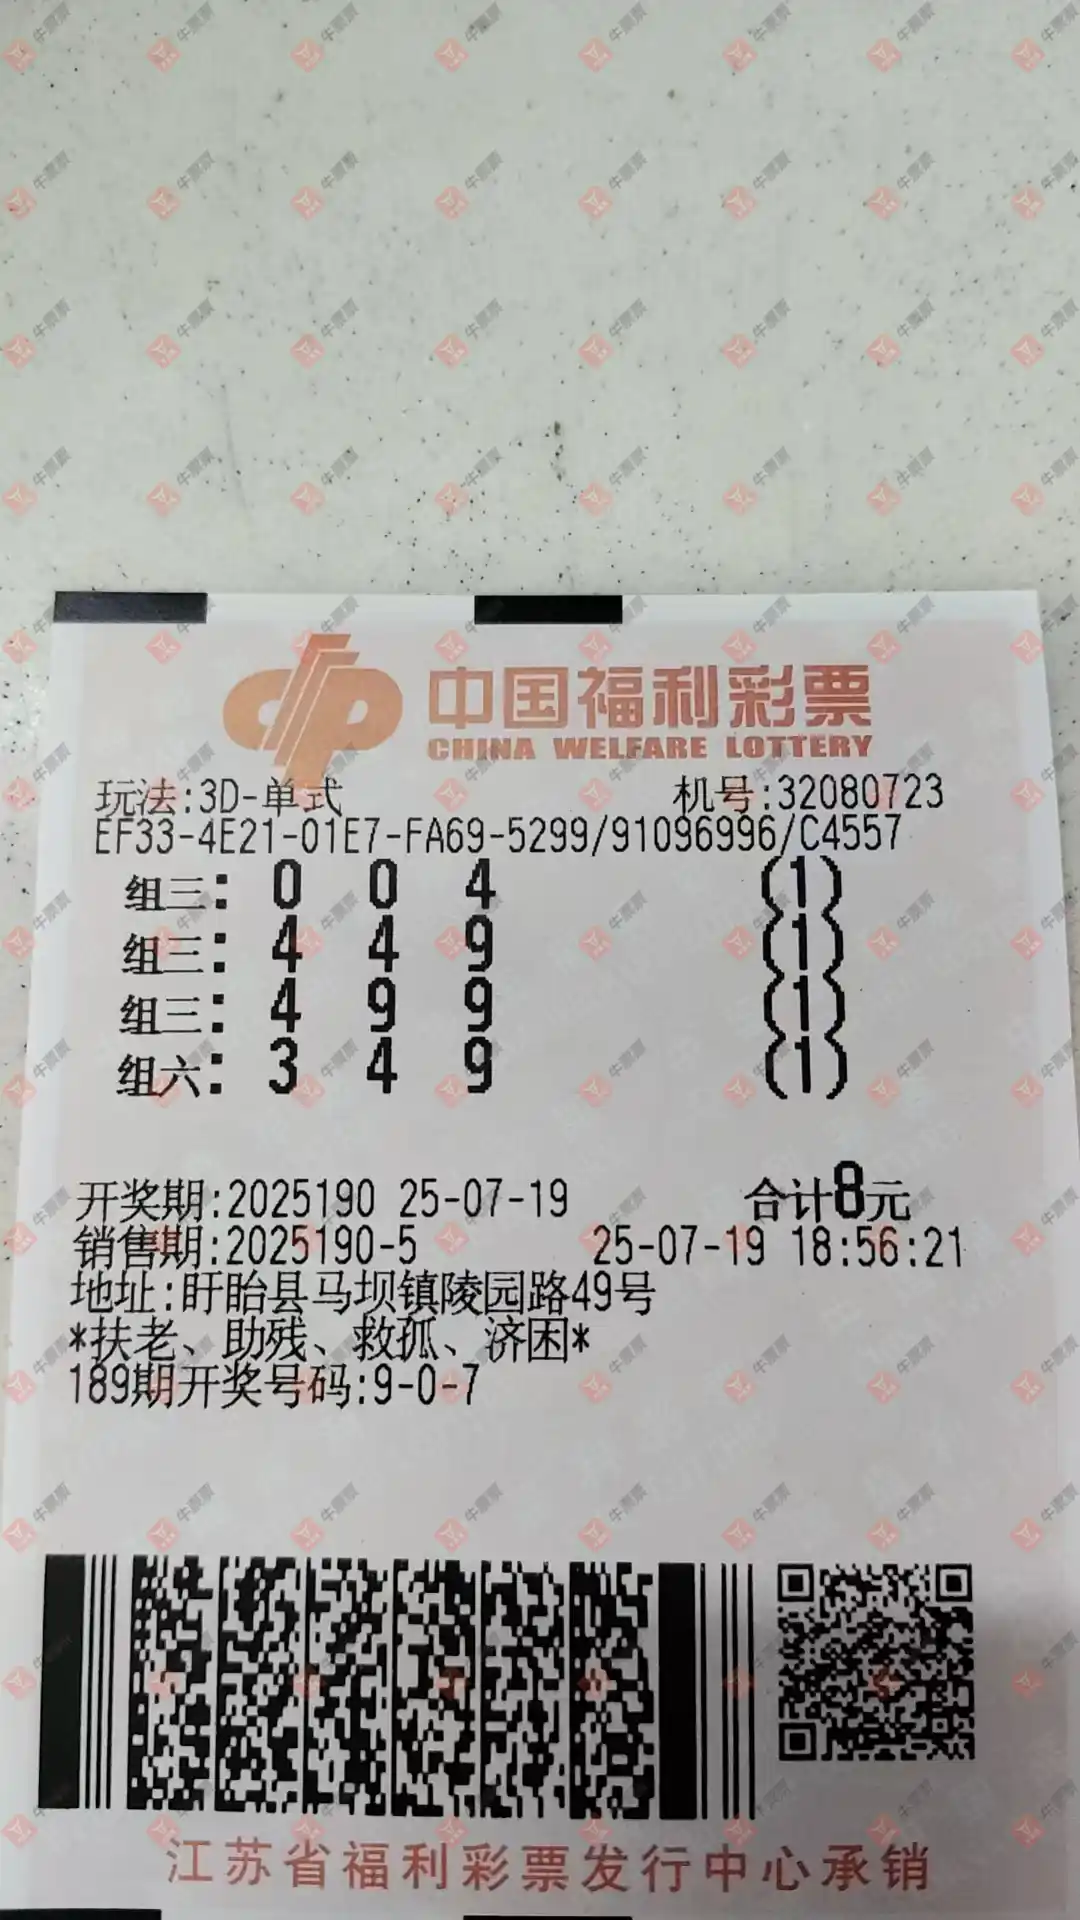 中国福利彩票
CHINA WELFARE LOTTERY
玩法:3D-单式 机号:32080723
EF33-4E21-01E7-FA69-5299/91096996/C4557
组三: 0 0 4 (1)
组三: 4 4 9 (1)
组三: 4 9 9 (1)
组六: 3 4 9 (1)
开奖期:2025190 25-07-19 合计8元
销售期:2025190-5 25-07-19 18:56:21
地址:盱眙县马坝镇陵园路49号
*扶老、助残、救孤、济困*
189期开奖号码:9-0-7
江苏省福利彩票发行中心承销
牛票票